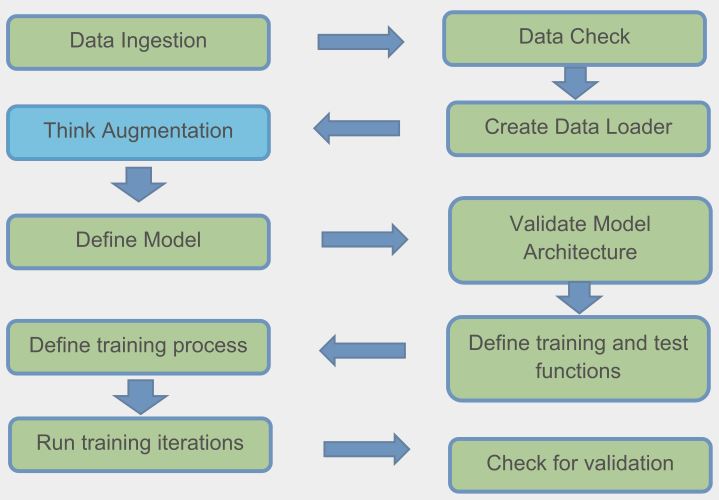 Data Ingestion
Data Check
Create Data Loader
Think Augmentation
Define Model
Validate Model
Architecture
Define training and test
functions
Define training process
Run training iterations
Check for validation